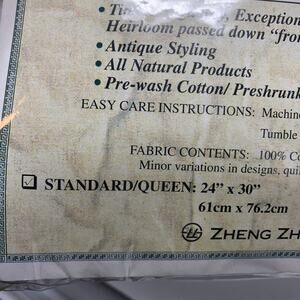 Exception
Heirloom passed down "from
• Antique Styling
• All Natural Products
• Pre-wash Cotton/ Preshrunk
EASY CARE INSTRUCTIONS: Machine
Tumble
FABRIC CONTENTS: 100% Co
Minor variations in designs, quil
☑ STANDARD/QUEEN: 24" x 30"
61cm x 76.2cm
ZHENG ZH